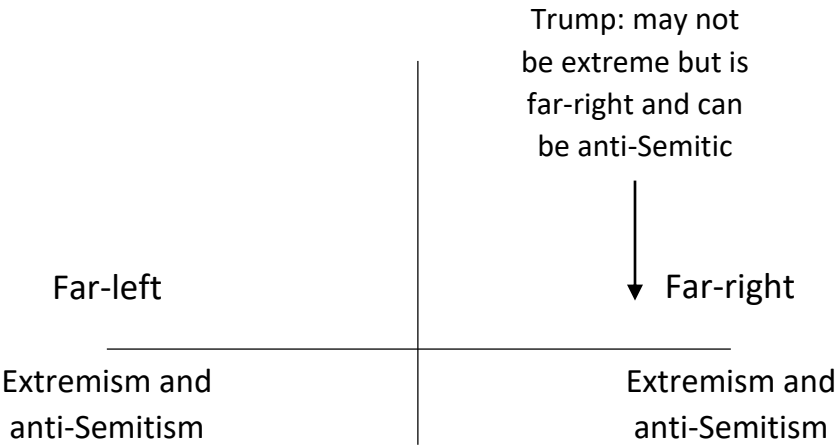 Trump: may not
be extreme but is
far-right and can
be anti-Semitic
Far-left
Far-right
Extremism and
anti-Semitism
Extremism and
anti-Semitism